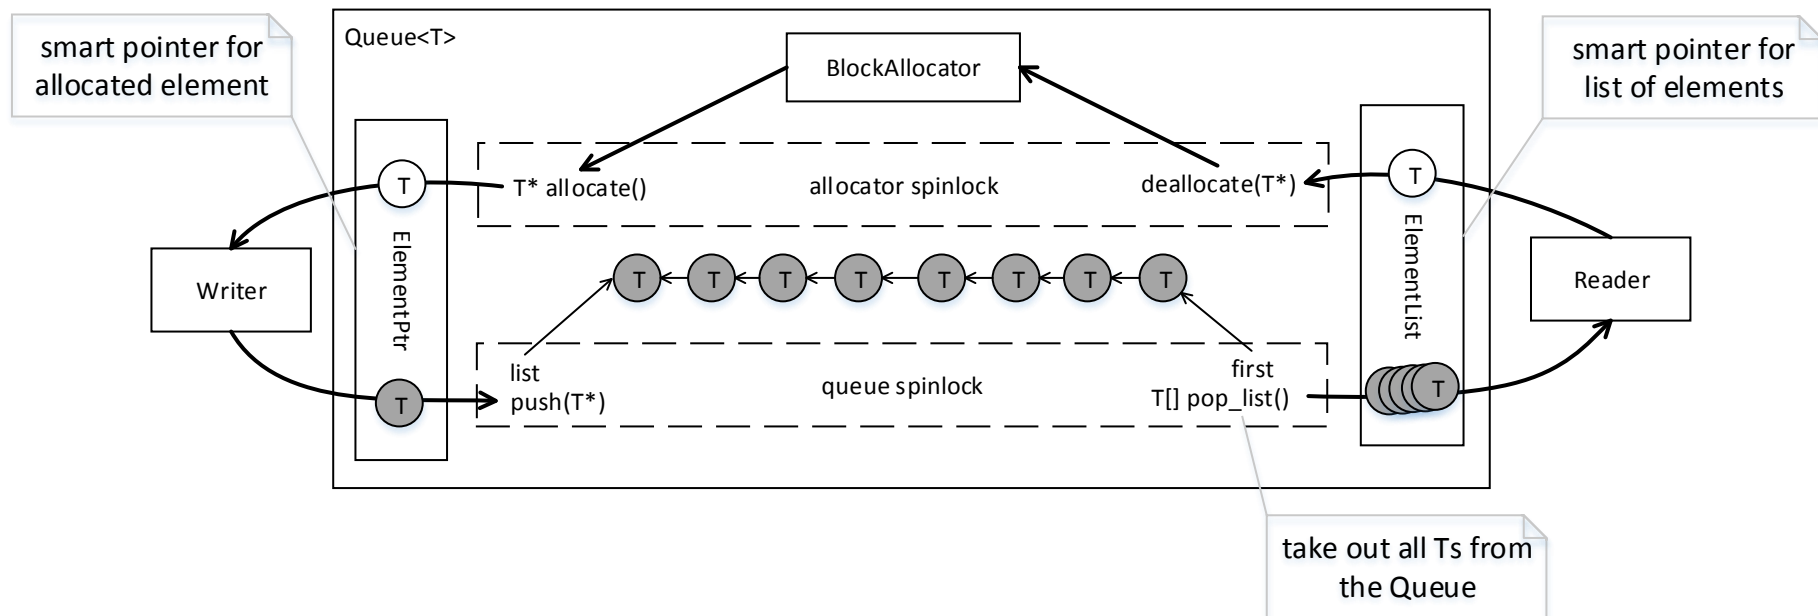 smart pointer for
allocated element
Queue<T>
BlockAllocator
smart pointer for
list of elements
T
T* allocate()
allocator spinlock
deallocate(T*)
T
ElementPtr
ElementList
Writer
T T T T T T T T
Reader
list
push(T*)
queue spinlock
first
T[] pop_list()
T
T
take out all Ts from
the Queue